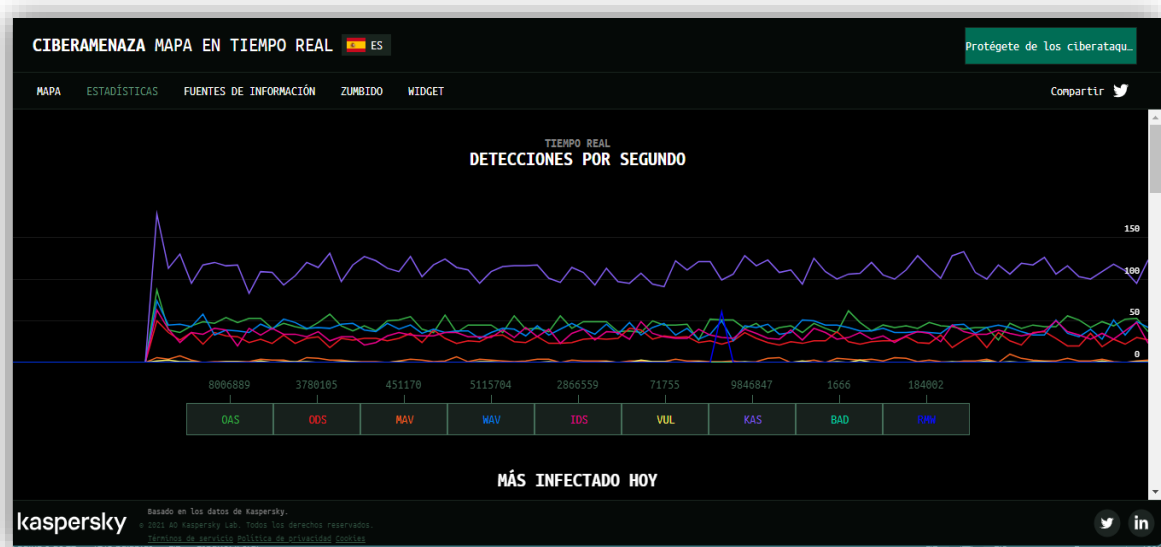 CIBERAMENAZA MAPA EN TIEMPO REAL ES
Protégete de los ciberataqu…
MAPA ESTADÍSTICAS FUENTES DE INFORMACIÓN ZUMBIDO WIDGET
Compartir
TIEMPO REAL
DETECCIONES POR SEGUNDO
150
100
50
0
8006889 3780105 451170 5115704 2866559 71755 9846847 1666 184002
OAS ODS MAV WAV IDS VUL KAS BAD RMW
MÁS INFECTADO HOY
kaspersky
Basado en los datos de Kaspersky.
© 2021 AO Kaspersky Lab. Todos los derechos reservados.
Términos de servicio Política de privacidad Cookies
in